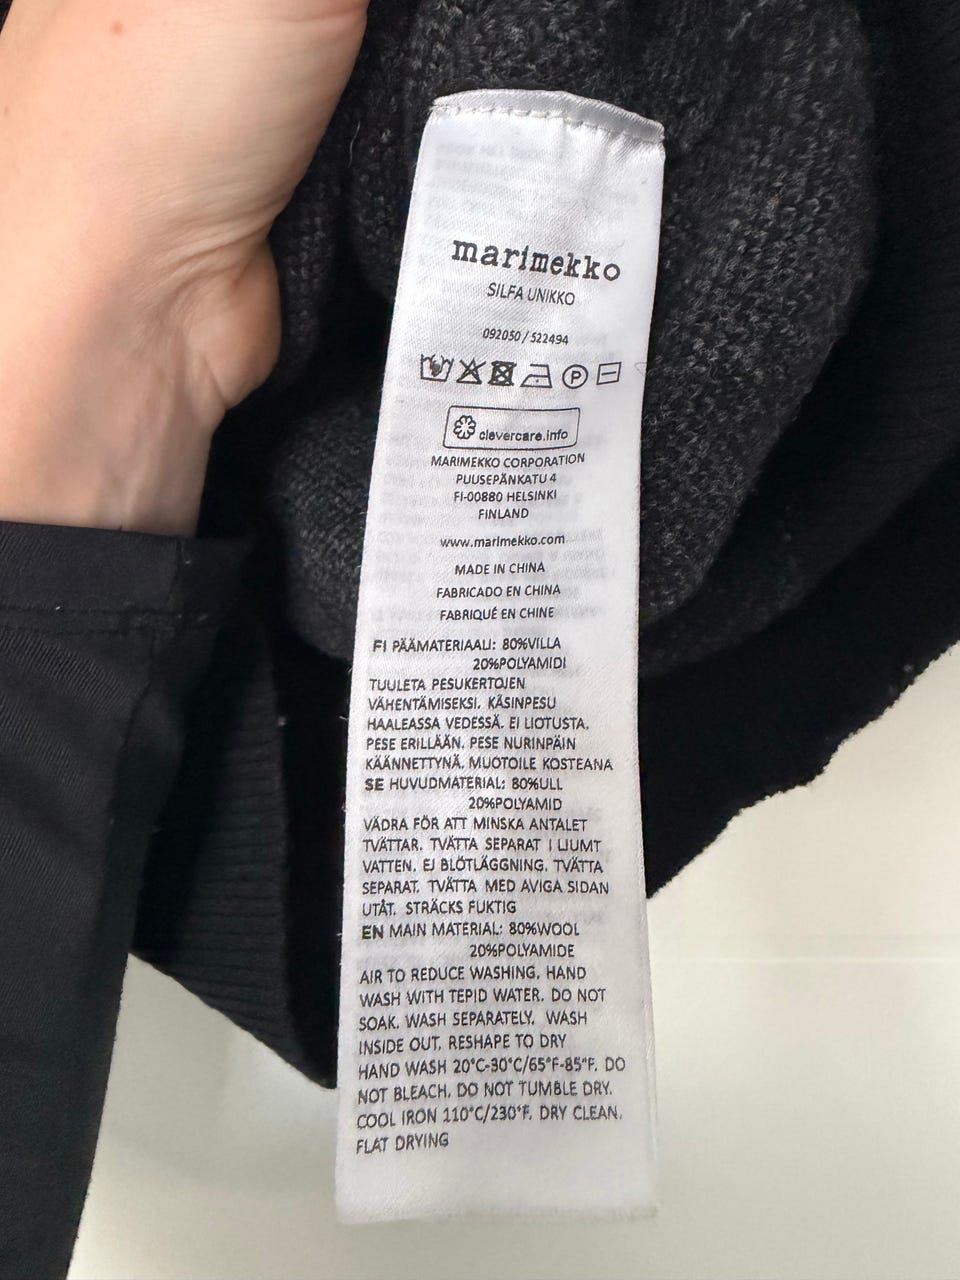 marimekko
SILFA UNIKKO
092050 / 522494
P
clevercare.info
MARIMEKKO CORPORATION
PUUSEPÄNKATU 4
FI-00880 HELSINKI
FINLAND
www.marimekko.com
MADE IN CHINA
FABRICADO EN CHINA
FABRIQUÉ EN CHINE
FI PÄÄMATERIAALI: 80%VILLA
20%POLYAMIDI
TUULETA PESUKERTOJEN
VÄHENTÄMISEKSI. KÄSINPESU
HAALEASSA VEDESSÄ. EI LIOTUSTA.
PESE ERILLÄÄN. PESE NURINPÄIN
KÄÄNNETTYNÄ. MUOTOILE KOSTEANA
SE HUVUDMATERIAL: 80%ULL
20%POLYAMID
VÄDRA FÖR ATT MINSKA ANTALET
TVÄTTAR. TVÄTTA SEPARAT I LJUMT
VATTEN. EJ BLÖTLÄGGNING. TVÄTTA
SEPARAT. TVÄTTA MED AVIGA SIDAN
UTÅT. STRÄCKS FUKTIG
EN MAIN MATERIAL: 80%WOOL
20%POLYAMIDE
AIR TO REDUCE WASHING. HAND
WASH WITH TEPID WATER. DO NOT
SOAK. WASH SEPARATELY. WASH
INSIDE OUT. RESHAPE TO DRY
HAND WASH 20°C-30°C/65°F-85°F. DO
NOT BLEACH. DO NOT TUMBLE DRY.
COOL IRON 110°C/230°F. DRY CLEAN.
FLAT DRYING